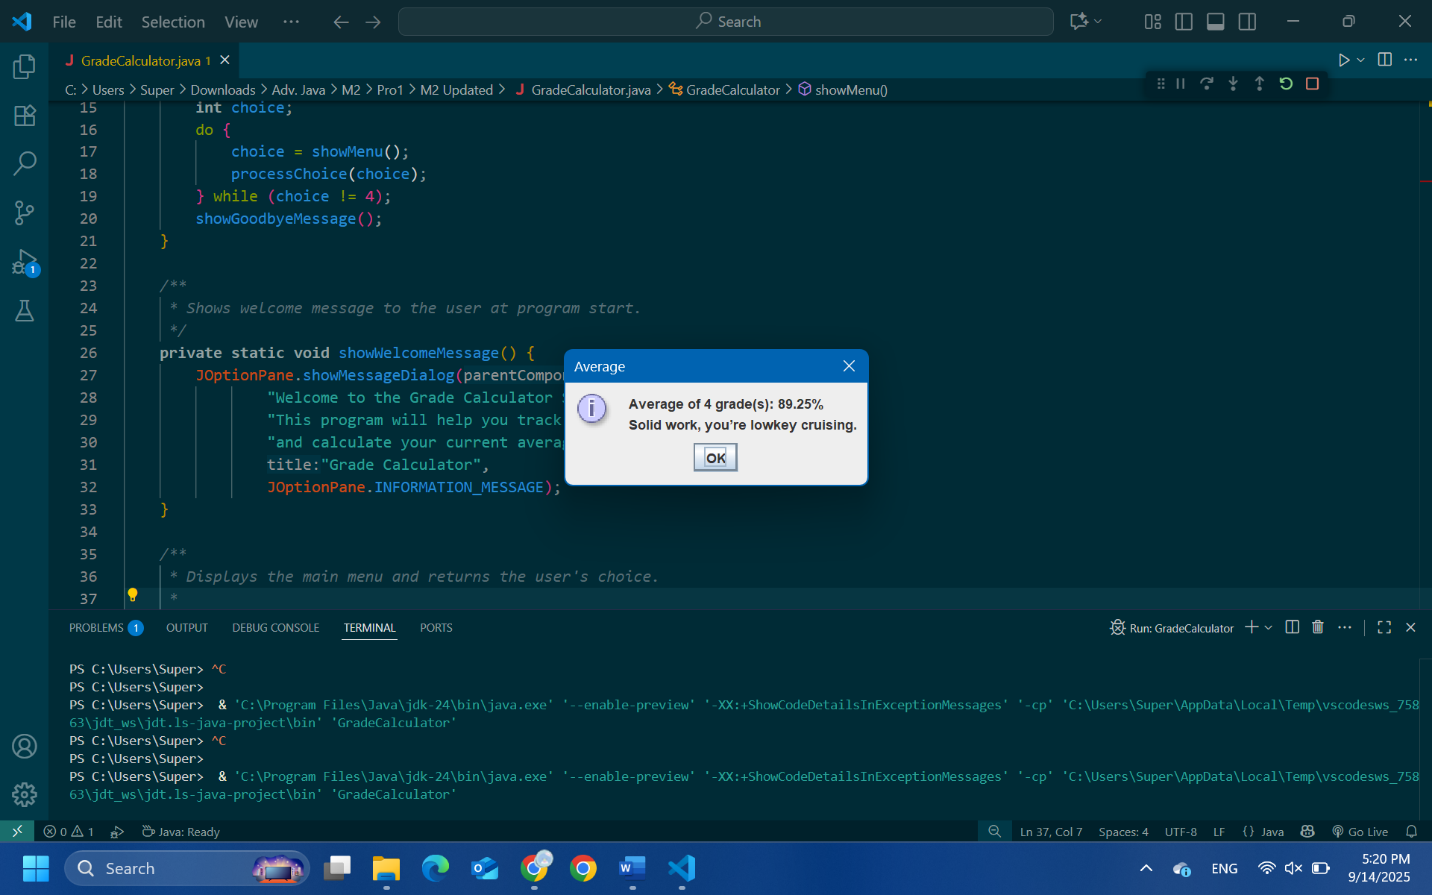 File Edit Selection View ··· Search
GradeCalculator.java 1
C: > Users > Super > Downloads > Adv. Java > M2 > Pro1 > M2 Updated > J GradeCalculator.java > GradeCalculator > showMenu()
15 int choice;
16 do {
17 choice = showMenu();
18 processChoice(choice);
19 } while (choice != 4);
20 showGoodbyeMessage();
21 }
22
23 /**
24 * Shows welcome message to the user at program start.
25 */
26 private static void showWelcomeMessage() {
27 JOptionPane.showMessageDialog(
28 "Welcome to the Grade Calculator
29 "This program will help you track
30 "and calculate your current
31 title:"Grade Calculator",
32 JOptionPane.INFORMATION_MESSAGE);
33 }
34
35 /**
36 * Displays the main menu and returns the user's choice.
37 *
Average
Average of 4 grade(s): 89.25%
Solid work, you’re lowkey cruising.
OK
PROBLEMS 1 OUTPUT DEBUG CONSOLE TERMINAL PORTS Run: GradeCalculator
PS C:\Users\Super> ^C
PS C:\Users\Super>
PS C:\Users\Super> & 'C:\Program Files\Java\jdk-24\bin\java.exe' '--enable-preview' '-XX:+ShowCodeDetailsInExceptionMessages' '-cp' 'C:\Users\Super\AppData\Local\Temp\vscodesws_758
63\jdt_ws\jdt.ls-java-project\bin' 'GradeCalculator'
PS C:\Users\Super> ^C
PS C:\Users\Super>
PS C:\Users\Super> & 'C:\Program Files\Java\jdk-24\bin\java.exe' '--enable-preview' '-XX:+ShowCodeDetailsInExceptionMessages' '-cp' 'C:\Users\Super\AppData\Local\Temp\vscodesws_758
63\jdt_ws\jdt.ls-java-project\bin' 'GradeCalculator'
0 1 Java: Ready Ln 37, Col 7 Spaces: 4 UTF-8 LF {} Java Go Live
Search ENG 5:20 PM
9/14/2025